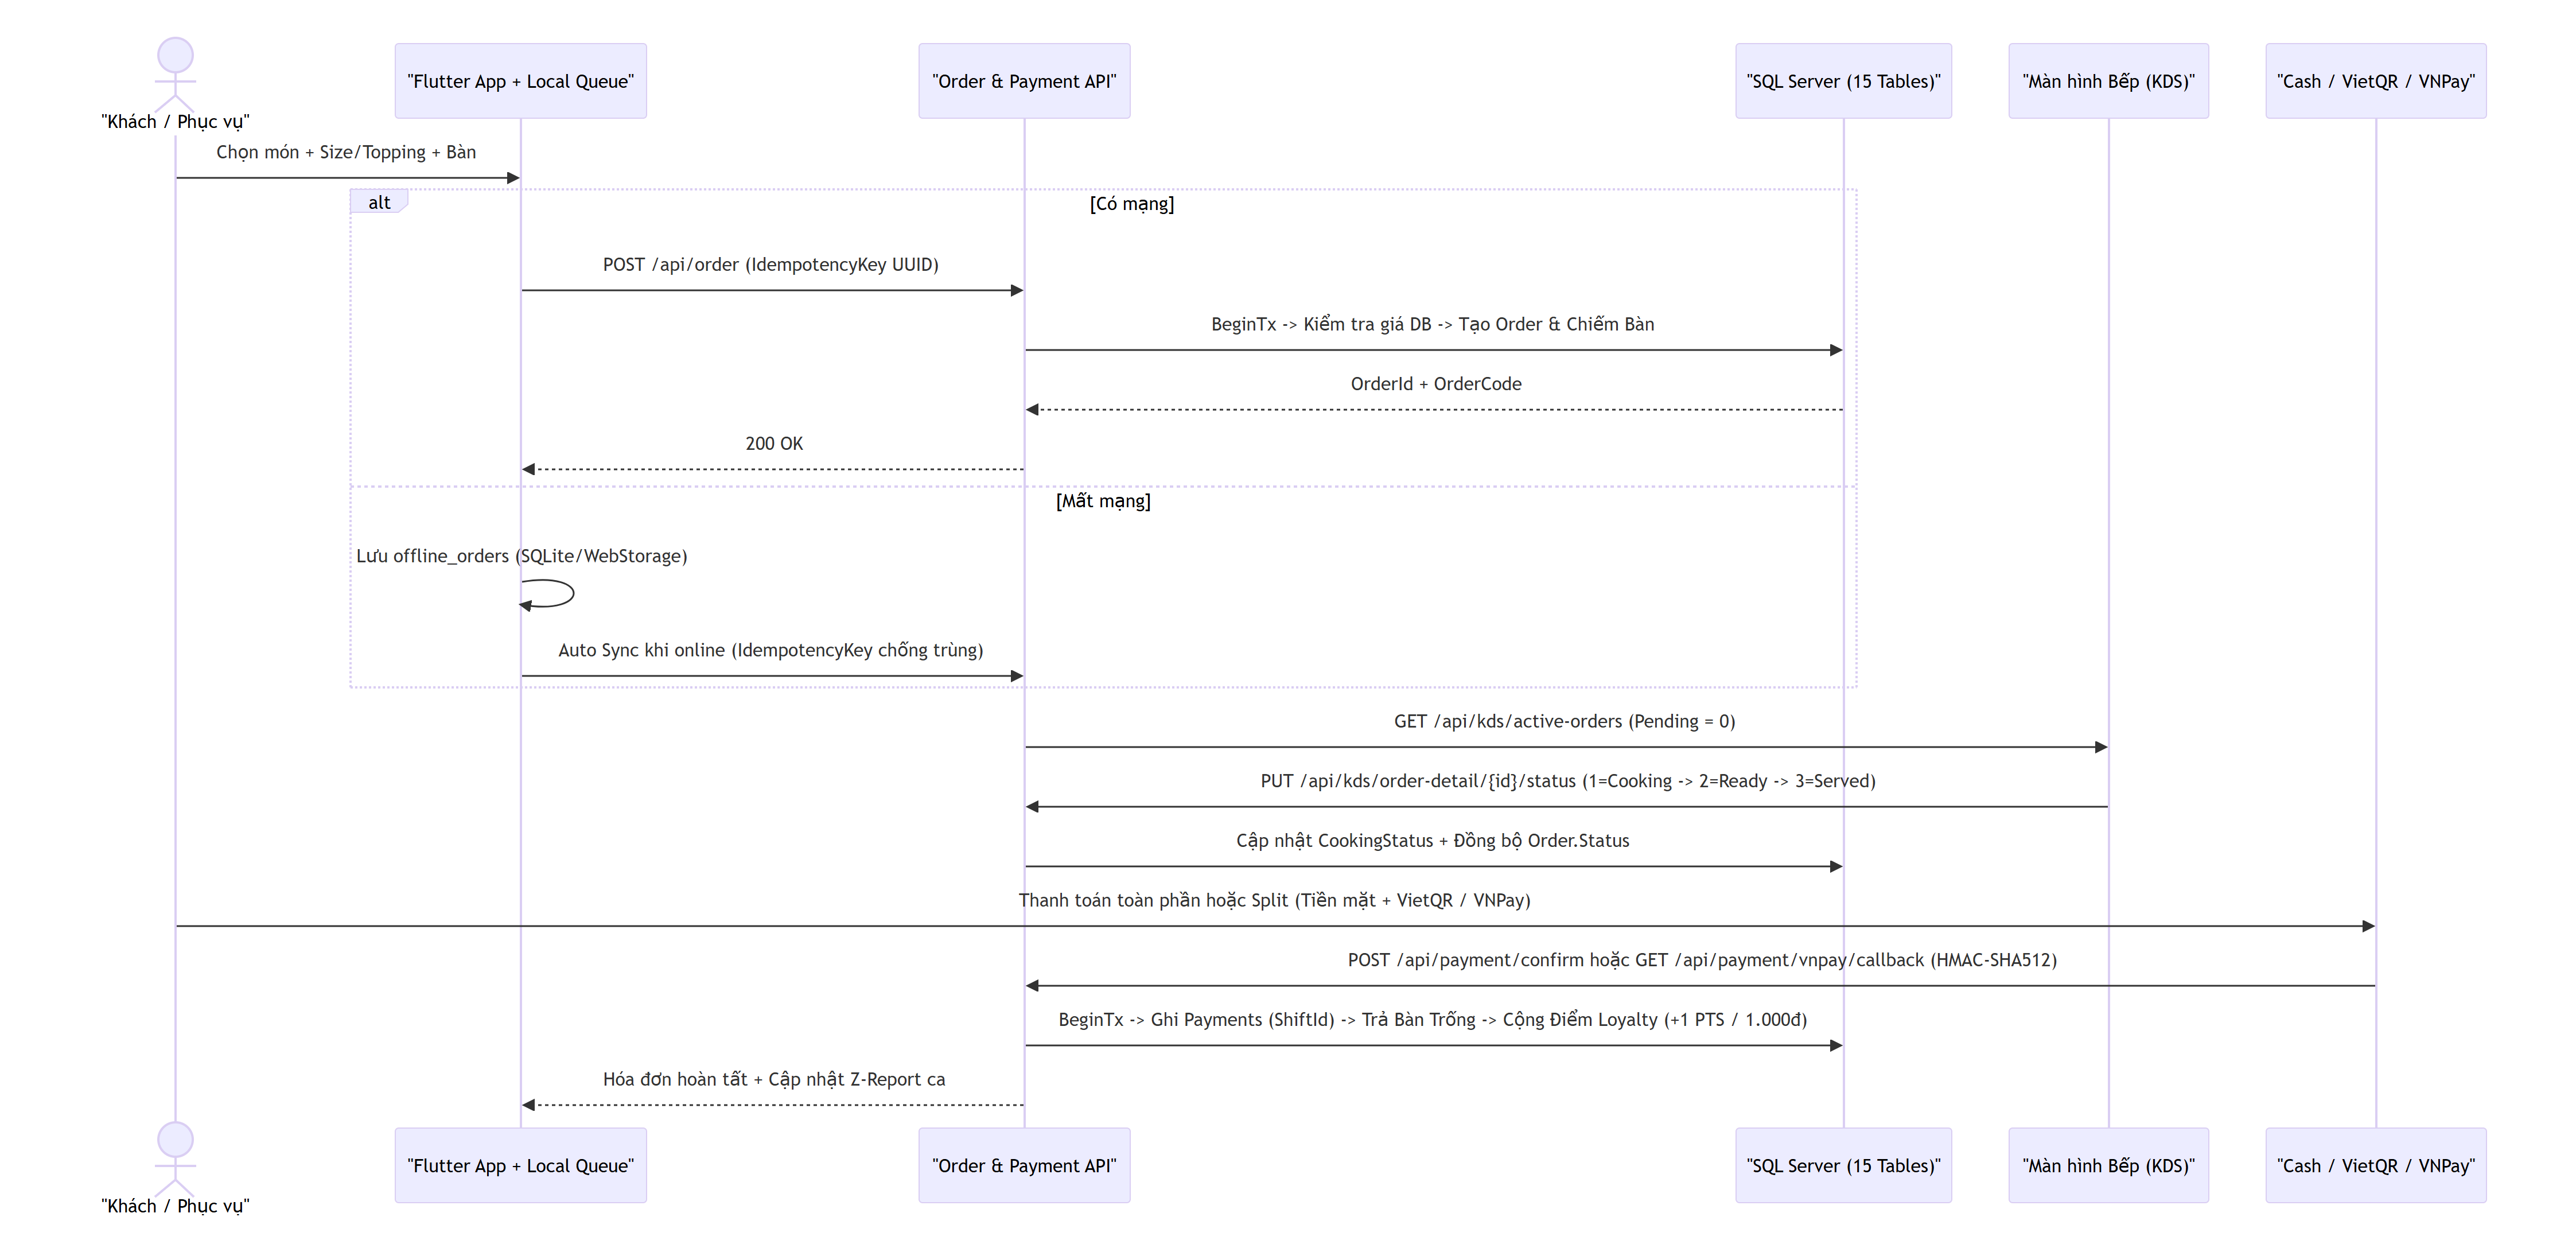 "Khách / Phục vụ"
"Flutter App + Local Queue"
"Order & Payment API"
"SQL Server (15 Tables)"
"Màn hình Bếp (KDS)"
"Cash / VietQR / VNPay"
Chọn món + Size/Topping + Bàn
alt
[Có mạng]
POST /api/order (IdempotencyKey UUID)
BeginTx -> Kiểm tra giá DB -> Tạo Order & Chiếm Bàn
OrderId + OrderCode
200 OK
[Mất mạng]
Lưu offline_orders (SQLite/WebStorage)
Auto Sync khi online (IdempotencyKey chống trùng)
GET /api/kds/active-orders (Pending = 0)
PUT /api/kds/order-detail/{id}/status (1=Cooking -> 2=Ready -> 3=Served)
Cập nhật CookingStatus + Đồng bộ Order.Status
Thanh toán toàn phần hoặc Split (Tiền mặt + VietQR / VNPay)
POST /api/payment/confirm hoặc GET /api/payment/vnpay/callback (HMAC-SHA512)
BeginTx -> Ghi Payments (ShiftId) -> Trả Bàn Trống -> Cộng Điểm Loyalty (+1 PTS / 1.000đ)
Hóa đơn hoàn tất + Cập nhật Z-Report ca
"Khách / Phục vụ"
"Flutter App + Local Queue"
"Order & Payment API"
"SQL Server (15 Tables)"
"Màn hình Bếp (KDS)"
"Cash / VietQR / VNPay"